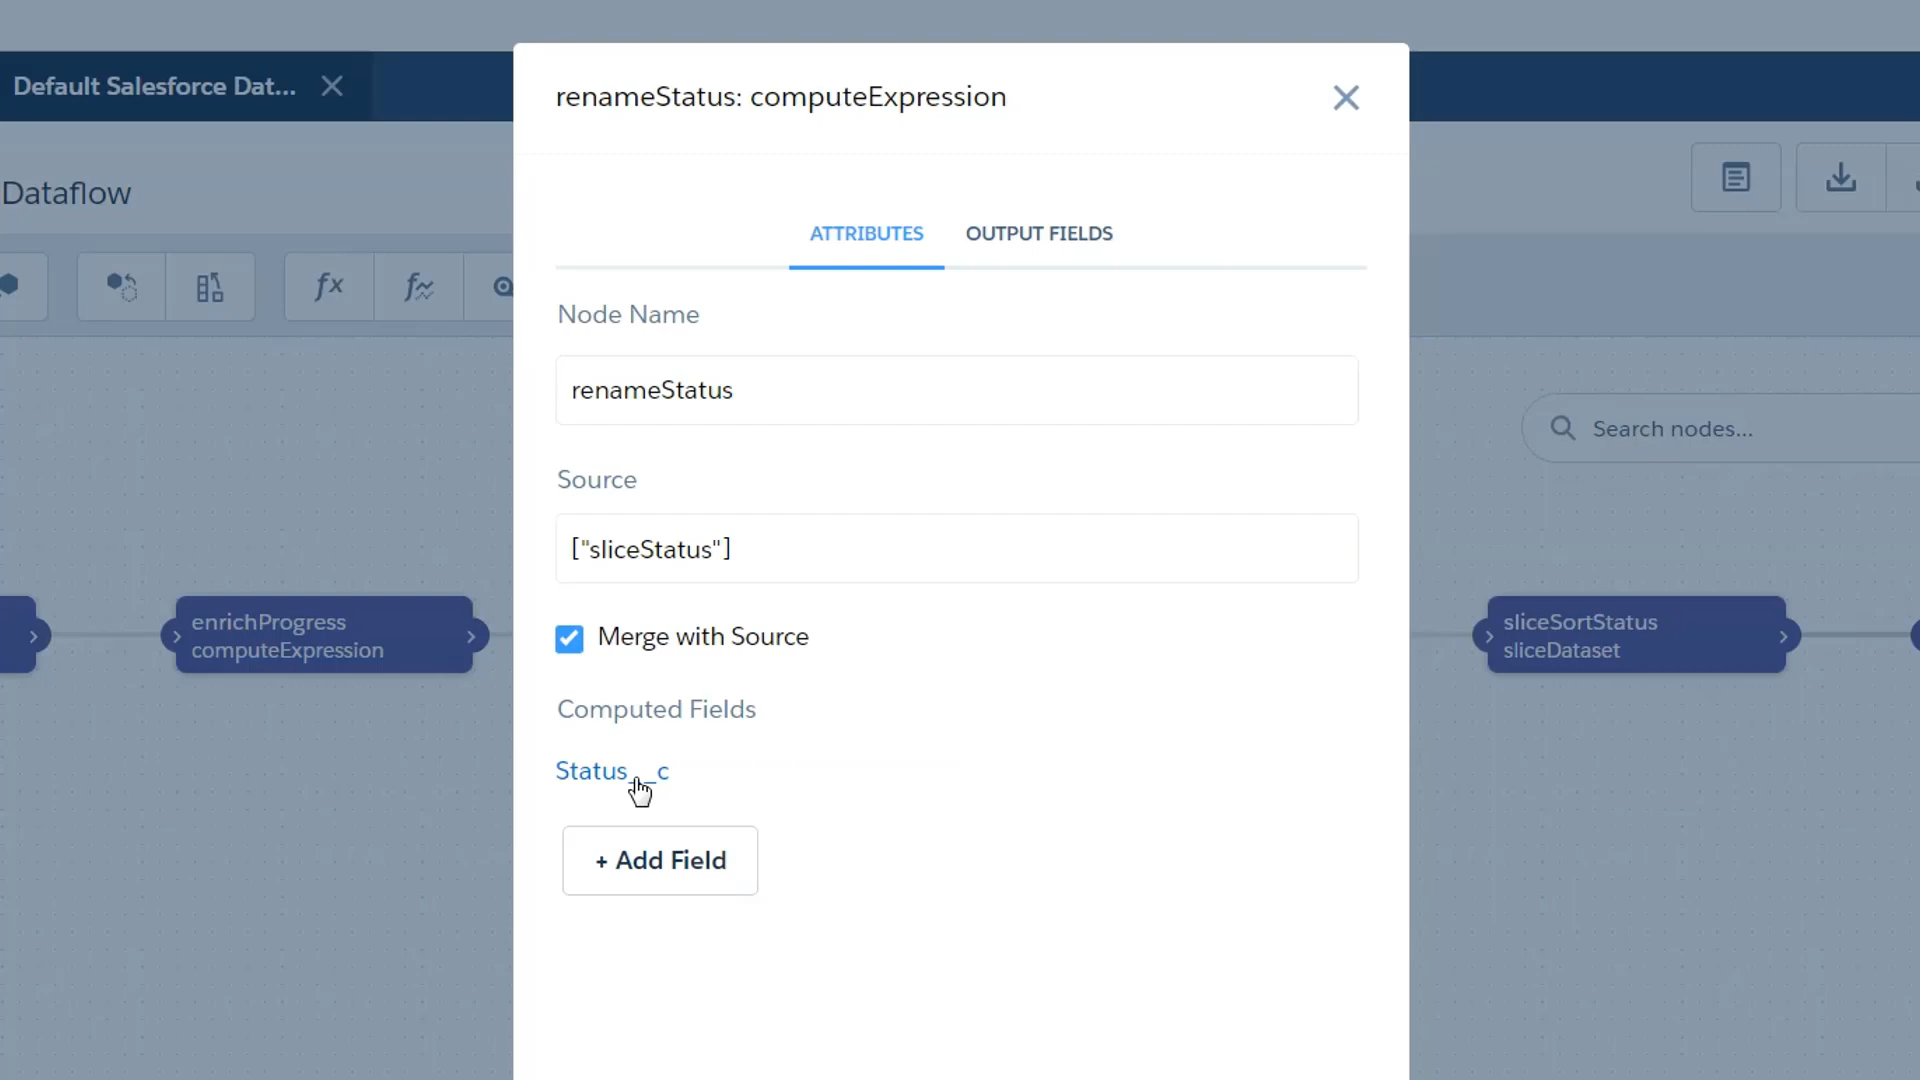 Default Salesforce Dat...
renameStatus: computeExpression
Dataflow
ATTRIBUTES
OUTPUT FIELDS
fx
f
Node Name
renameStatus
Search nodes...
Source
["sliceStatus"]
enrichProgress
computeExpression
Merge with Source
sliceSortStatus
sliceDataset
Computed Fields
Status__c
+ Add Field